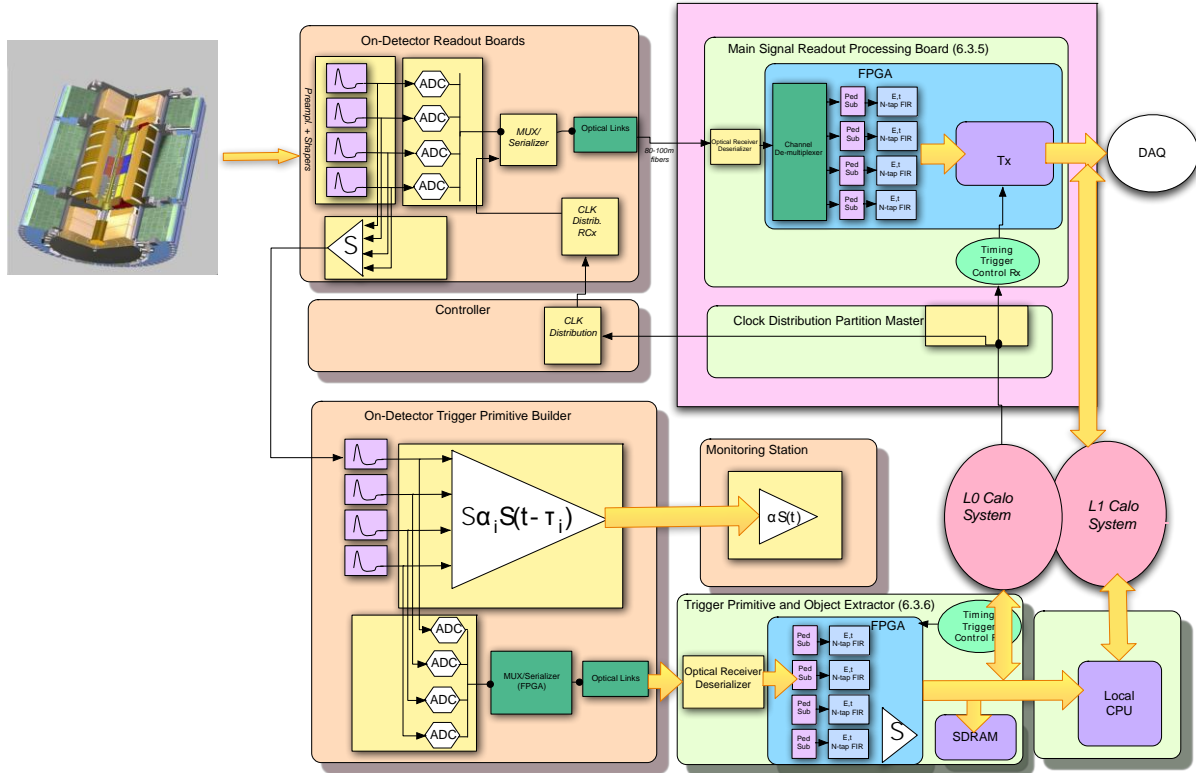 On-Detector Readout Boards
Preampl. + Shapers
ADC
ADC
ADC
ADC
MUX/
Serializer
Optical Links
80-100m
fibers
CLK
Distrib.
RCx
S
Controller
CLK
Distribution
Main Signal Readout Processing Board (6.3.5)
FPGA
Optical Receiver
Deserializer
Channel
De-multiplexer
Ped
Sub
E,t
N-tap FIR
Ped
Sub
E,t
N-tap FIR
Ped
Sub
E,t
N-tap FIR
Ped
Sub
E,t
N-tap FIR
Tx
Timing
Trigger
Control Rx
DAQ
Clock Distribution Partition Master
On-Detector Trigger Primitive Builder
Sα_iS(t- τ_i)
ADC
ADC
ADC
ADC
MUX/Serializer
(FPGA)
Optical Links
Monitoring Station
αS(t)
L0 Calo
System
L1 Calo
System
Trigger Primitive and Object Extractor (6.3.6)
FPGA
Optical Receiver
Deserializer
Ped
Sub
E,t
N-tap FIR
Ped
Sub
E,t
N-tap FIR
Ped
Sub
E,t
N-tap FIR
Ped
Sub
E,t
N-tap FIR
S
Timing
Trigger
Control
SDRAM
Local
CPU